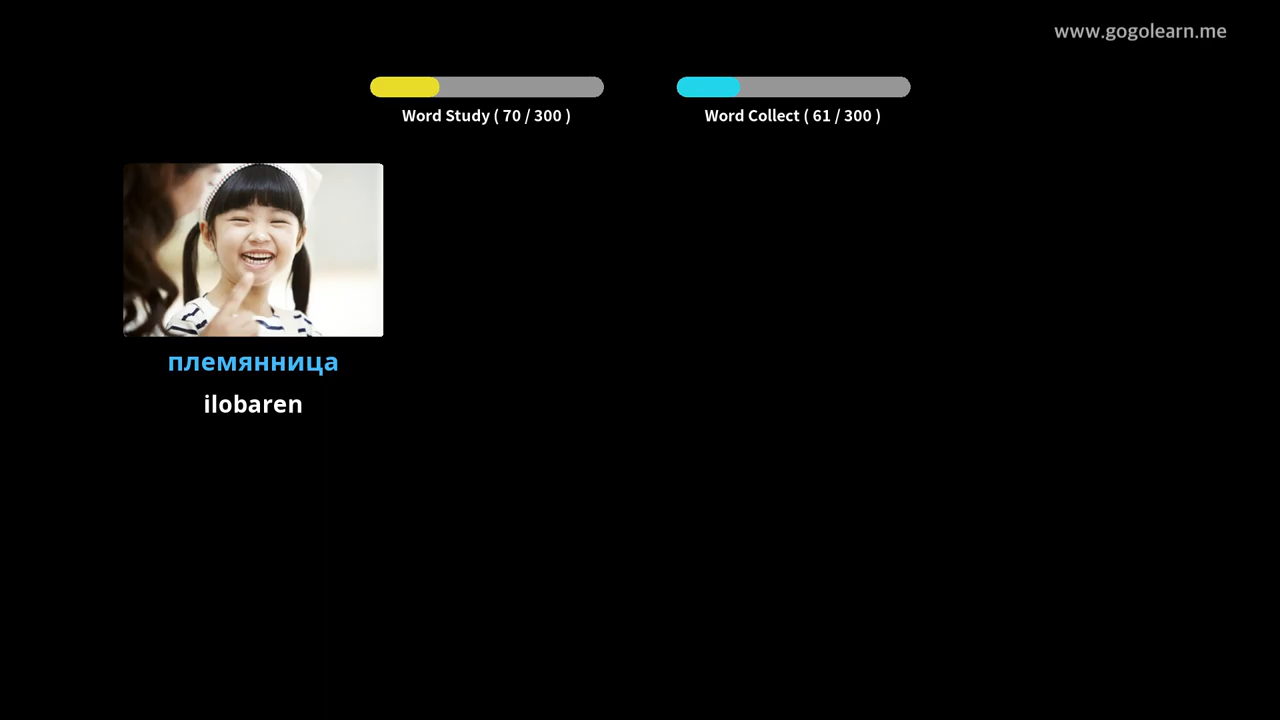 www.gogolearn.me
Word Study ( 70 / 300 )
Word Collect ( 61 / 300 )
племянница
ilobaren